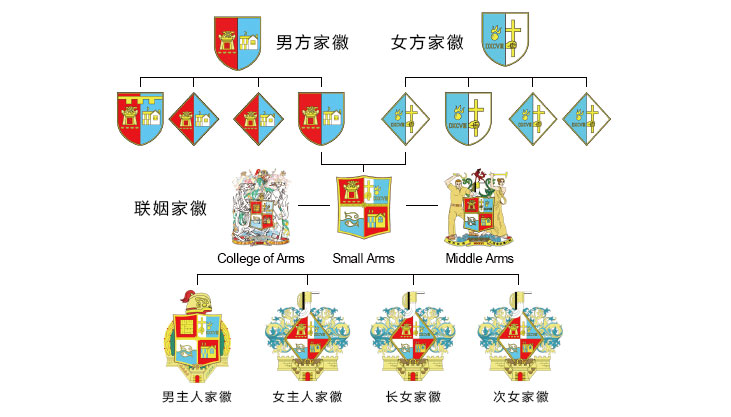 男方家徽
女方家徽
联姻家徽
College of Arms
Small Arms
Middle Arms
男主人家徽
女主人家徽
长女家徽
次女家徽